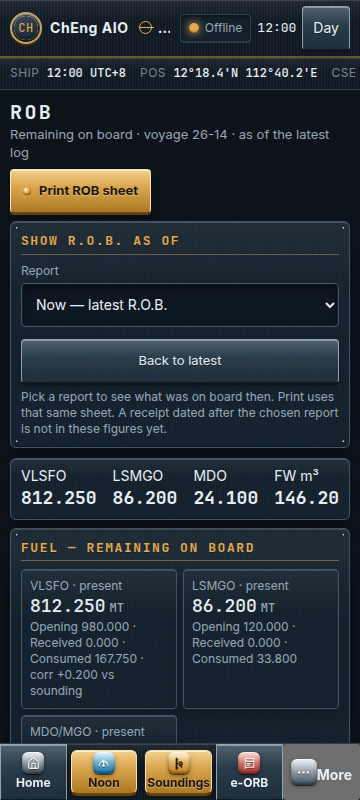 CH ChEng AIO ... Offline 12:00 Day
SHIP 12:00 UTC+8 POS 12°18.4'N 112°40.2'E CSE
ROB
Remaining on board · voyage 26-14 · as of the latest
log
Print ROB sheet
SHOW R.O.B. AS OF
Report
Now — latest R.O.B.
Back to latest
Pick a report to see what was on board then. Print uses
that same sheet. A receipt dated after the chosen report
is not in these figures yet.
VLSFO LSMGO MDO FW m³
812.250 86.200 24.100 146.20
FUEL — REMAINING ON BOARD
VLSFO · present
812.250 MT
Opening 980.000 ·
Received 0.000 ·
Consumed 167.750 ·
corr +0.200 vs
sounding
LSMGO · present
86.200 MT
Opening 120.000 ·
Received 0.000 ·
Consumed 33.800
MDO/MGO · present
Home Noon Soundings e-ORB ... More